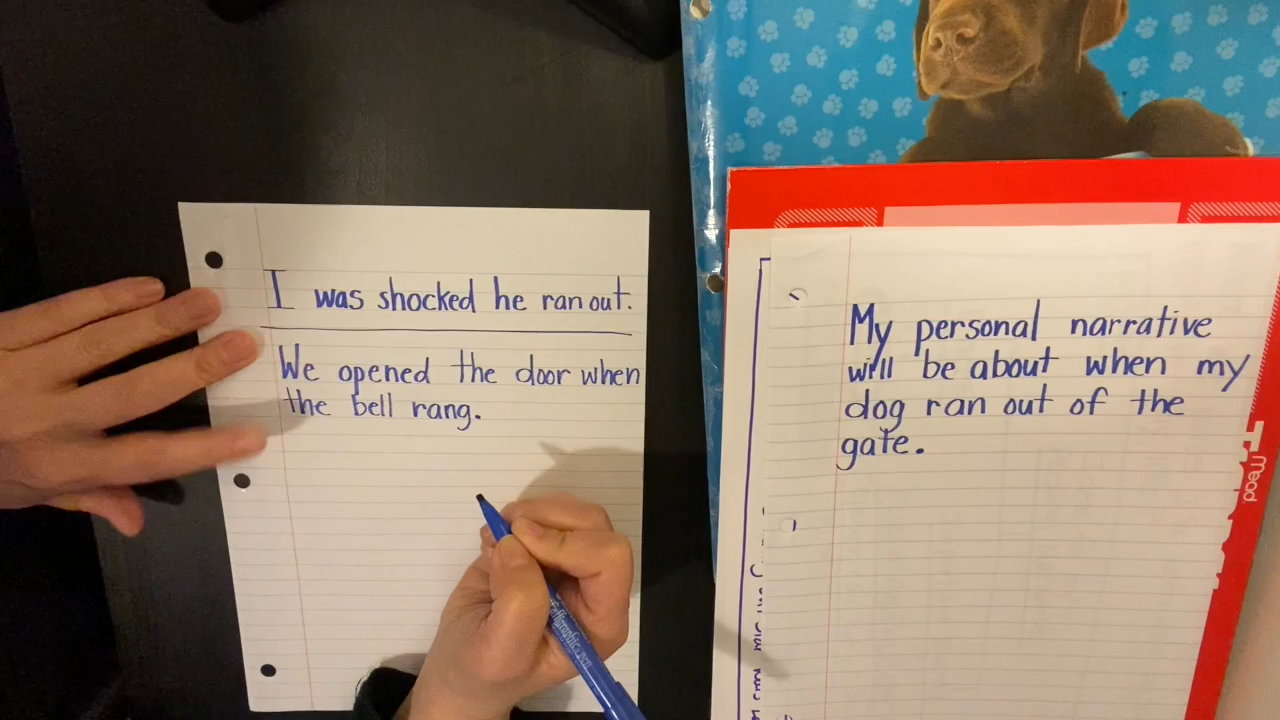 I was shocked he ran out.
We opened the door when
the bell rang.
My personal narrative
will be about when my
dog ran out of the
gate.
Mead